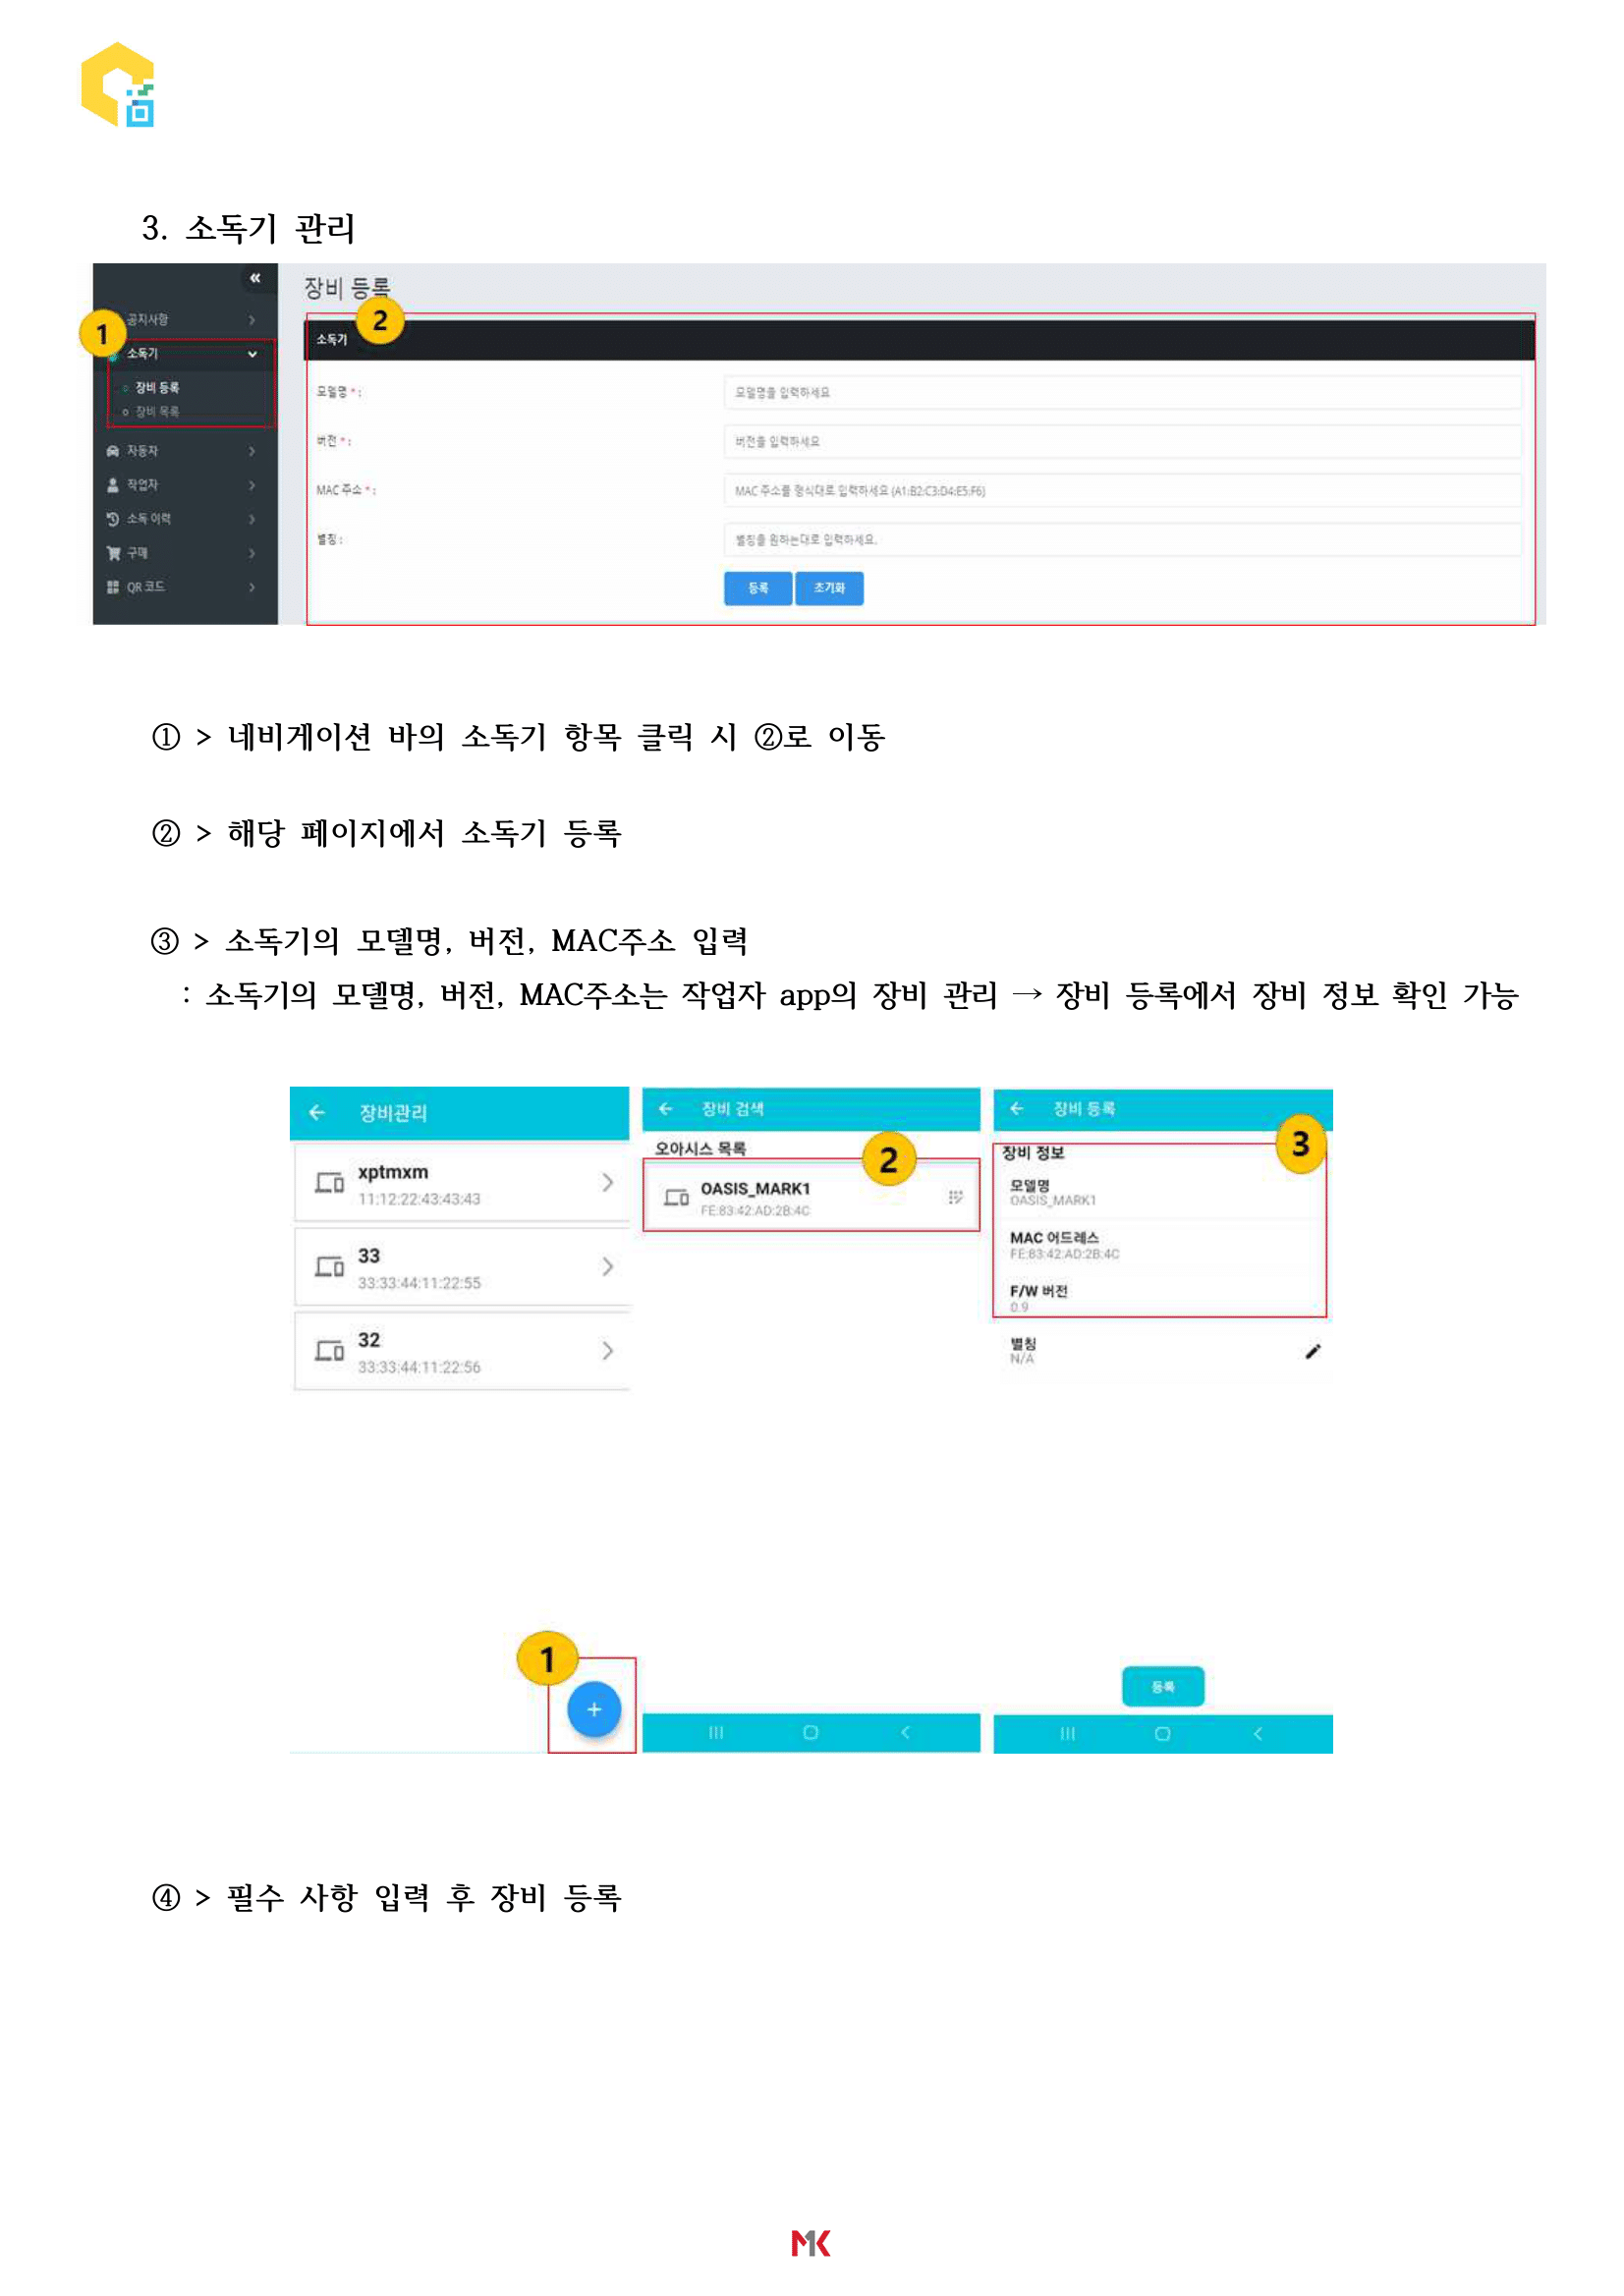 3. 소독기 관리
«
장비 등록
공지사항
1
2
소독기
소독기
장비 등록
장비 목록
모델명 * :
모델명을 입력하세요
버전 * :
버전을 입력하세요
자동차
작업자
MAC 주소 * :
MAC 주소를 형식대로 입력하세요 (A1:B2:C3:D4:E5:F6)
소독 이력
별칭 :
별칭을 원하는대로 입력하세요.
구매
QR 코드
등록 초기화
① > 네비게이션 바의 소독기 항목 클릭 시 ②로 이동
② > 해당 페이지에서 소독기 등록
③ > 소독기의 모델명, 버전, MAC주소 입력
: 소독기의 모델명, 버전, MAC주소는 작업자 app의 장비 관리 → 장비 등록에서 장비 정보 확인 가능
장비관리
xptmxm
11:12:22:43:43:43
33
33:33:44:11:22:55
32
33:33:44:11:22:56
1
+
장비 검색
오아시스 목록
2
OASIS_MARK1
FE:83:42:AD:2B:4C
장비 등록
3
장비 정보
모델명
OASIS_MARK1
MAC 어드레스
FE:83:42:AD:2B:4C
F/W 버전
0.9
별칭
N/A
등록
④ > 필수 사항 입력 후 장비 등록
MK